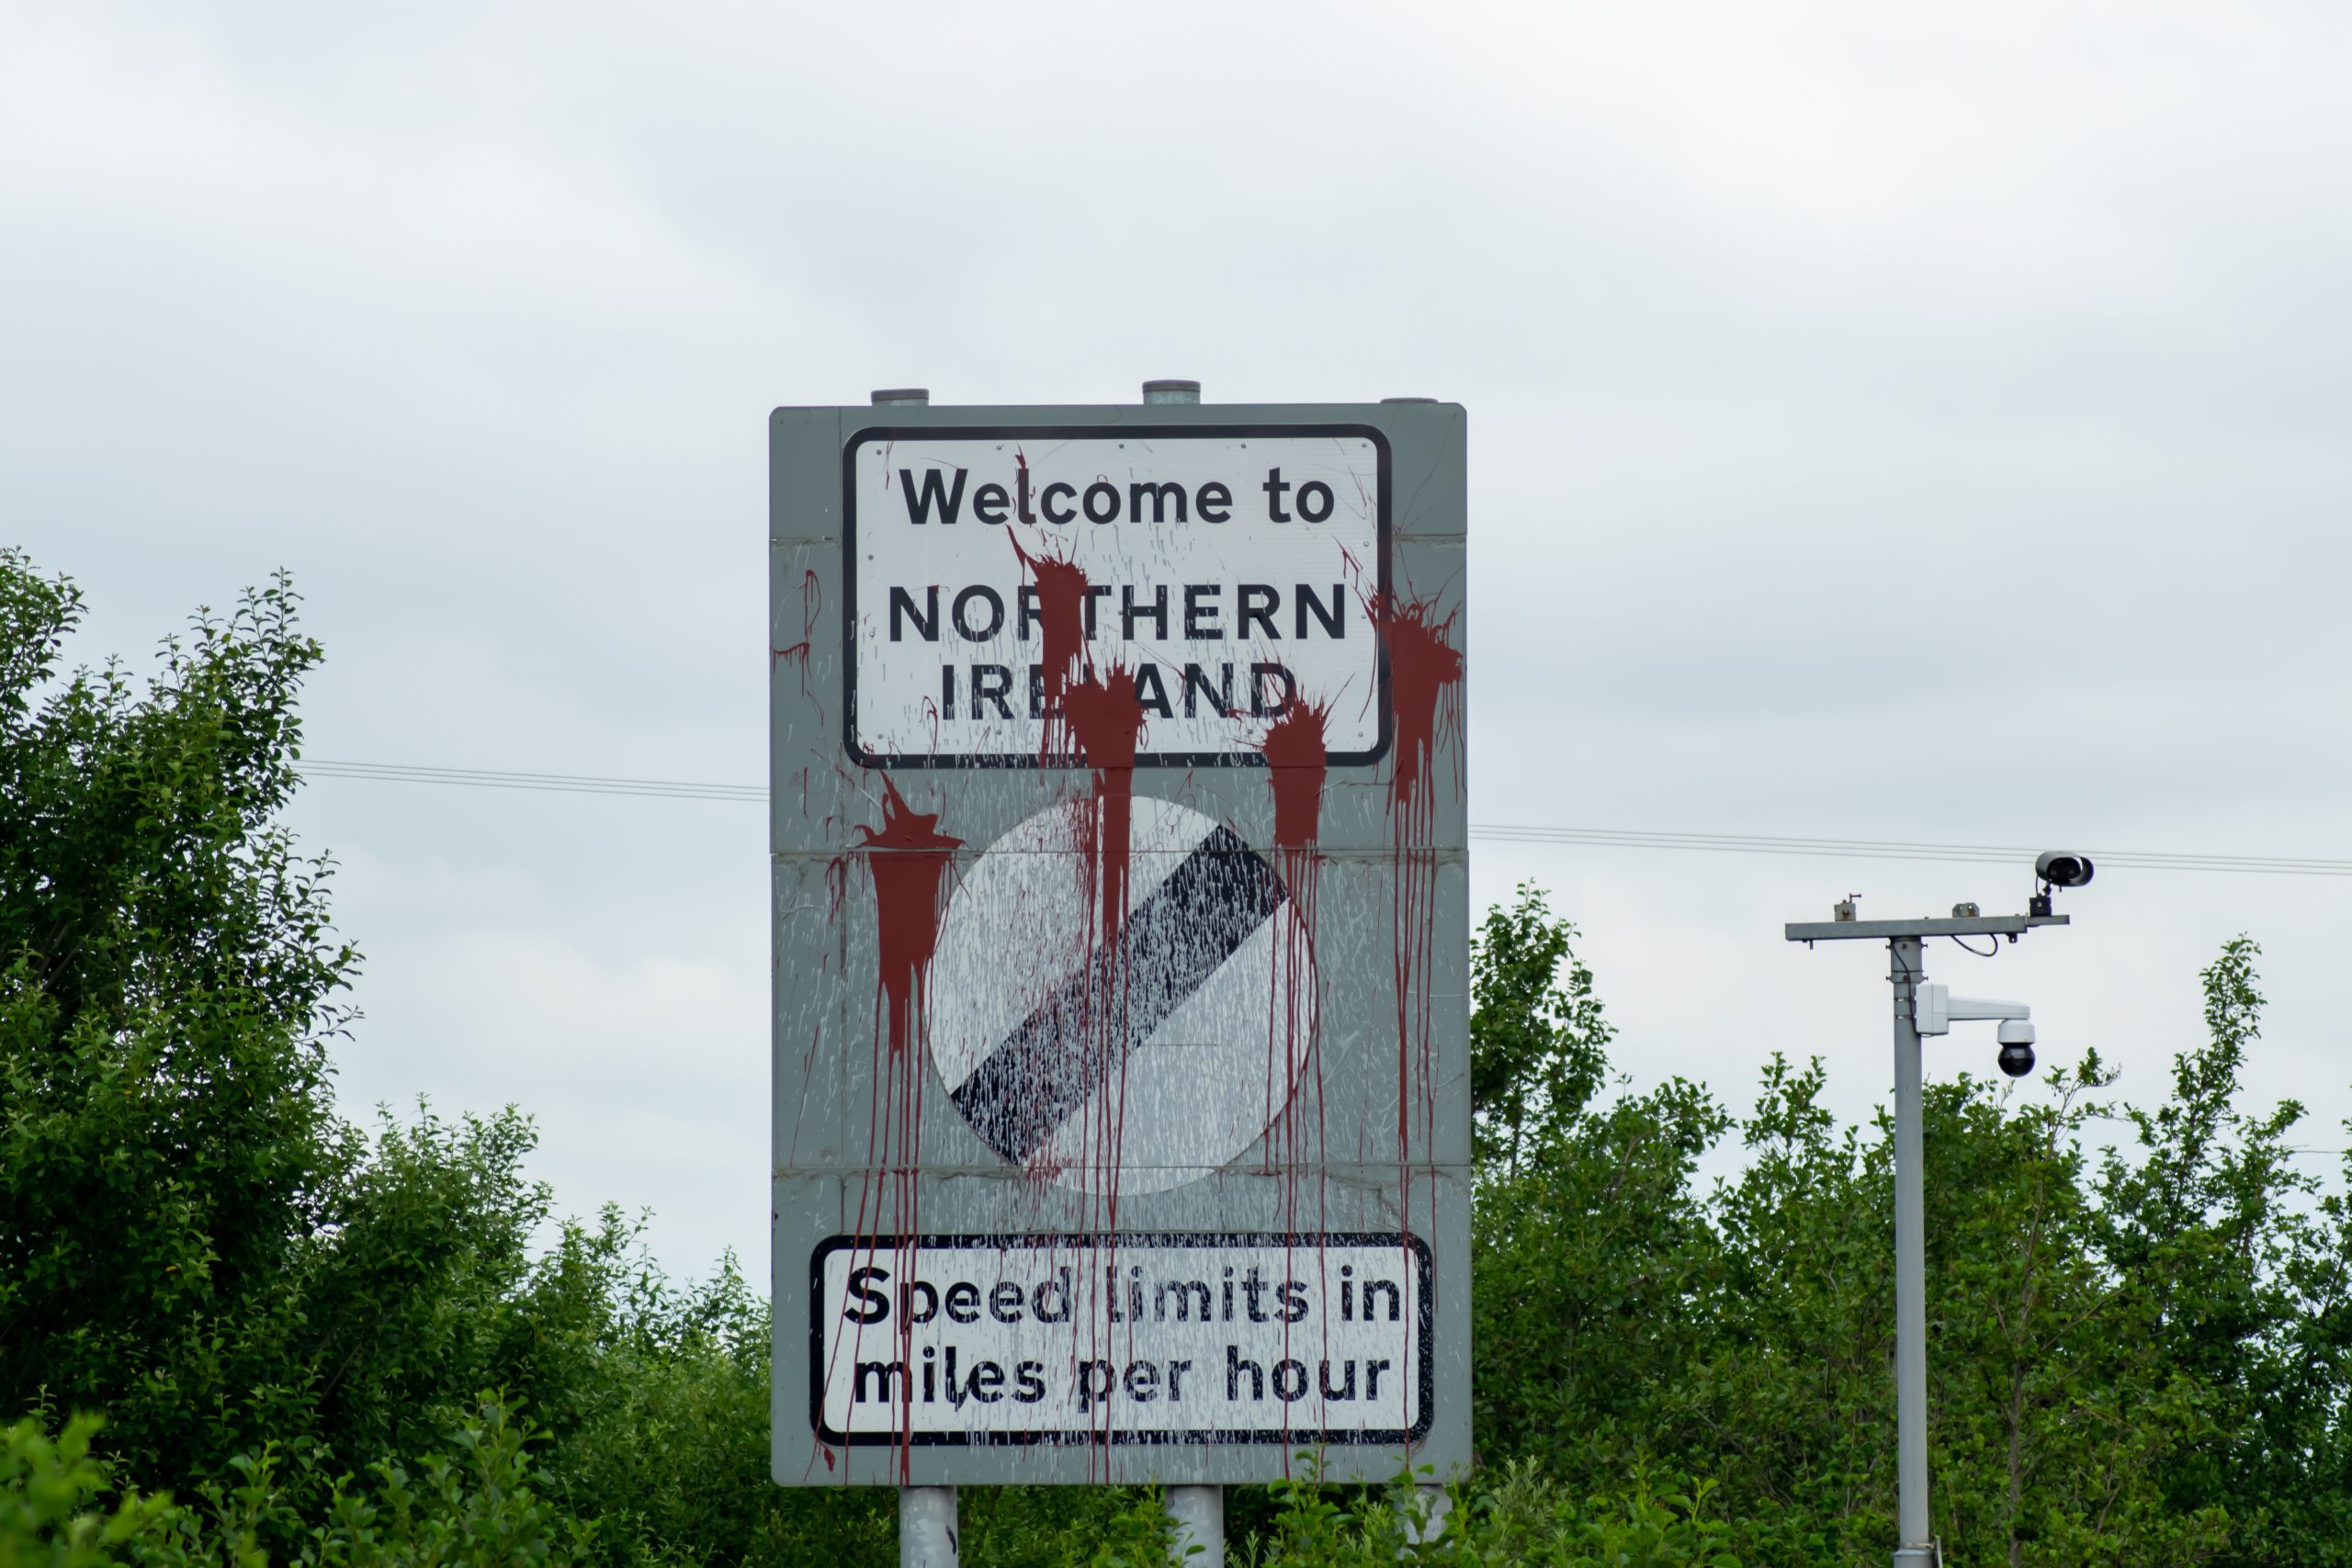 Welcome to
NORTHERN
IRELAND
Speed limits in
miles per hour